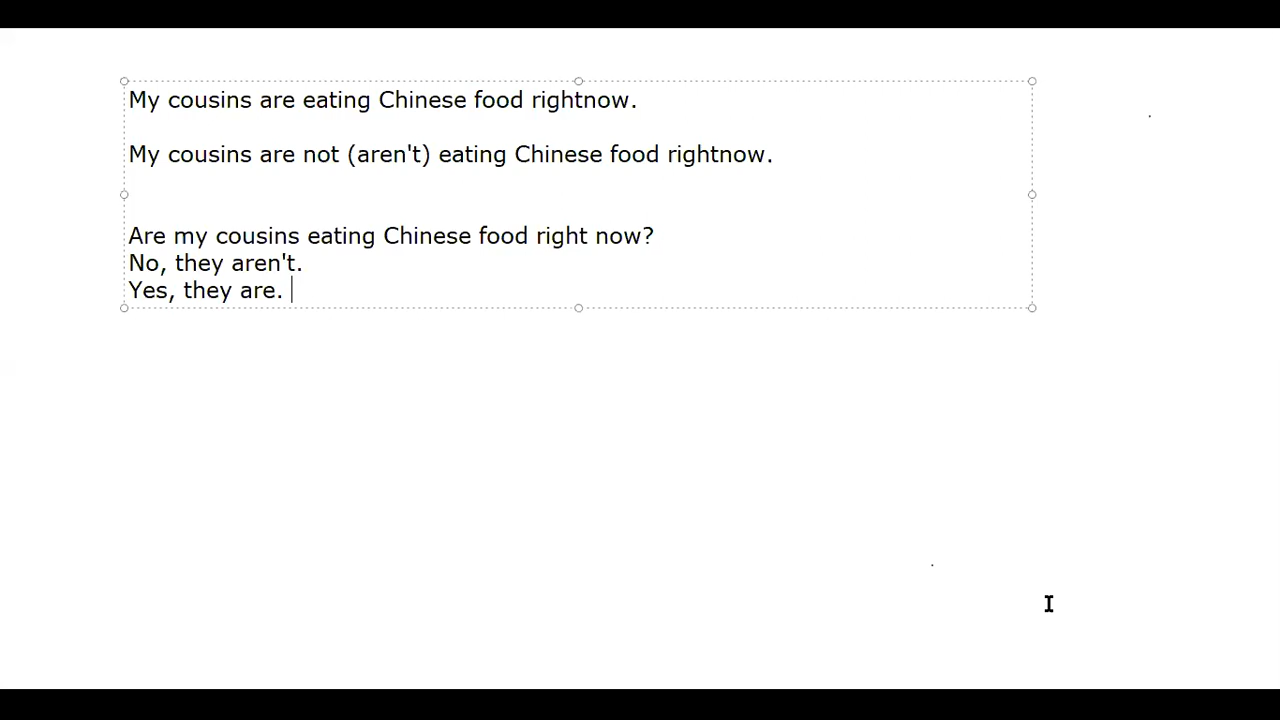 My cousins are eating Chinese food rightnow.
My cousins are not (aren't) eating Chinese food rightnow.
Are my cousins eating Chinese food right now?
No, they aren't.
Yes, they are.